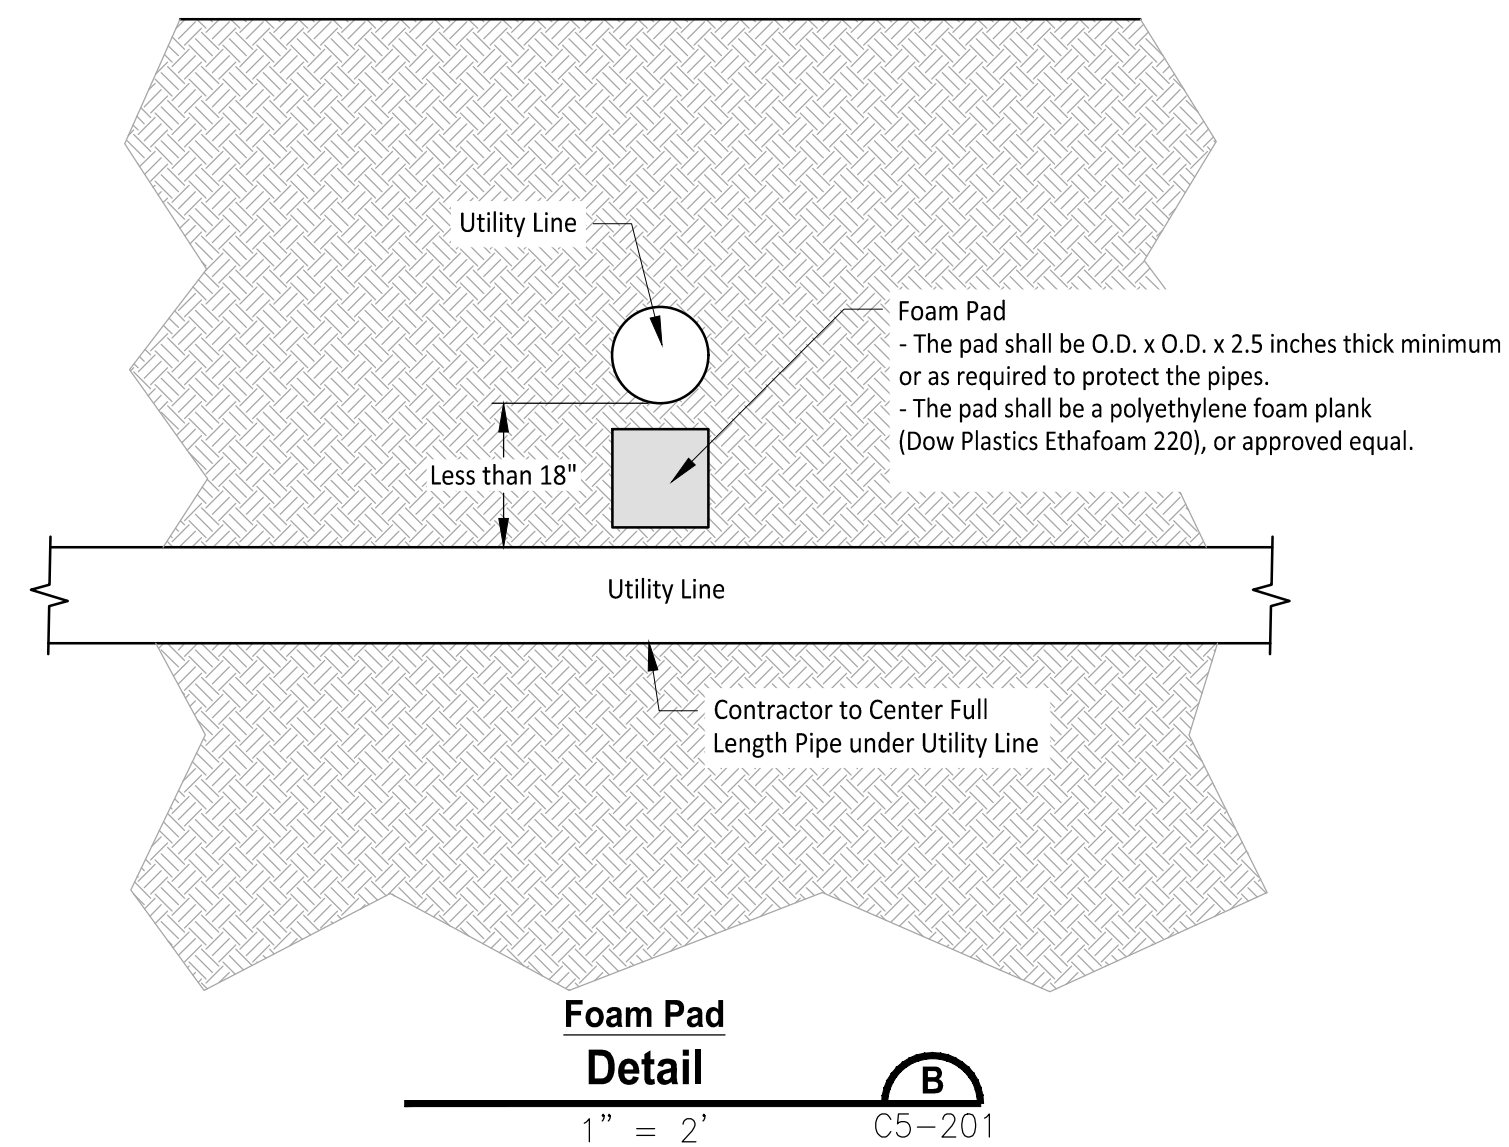 Utility Line
Foam Pad
- The pad shall be O.D. x O.D. x 2.5 inches thick minimum
or as required to protect the pipes.
- The pad shall be a polyethylene foam plank
(Dow Plastics Ethafoam 220), or approved equal.
Less than 18"
Utility Line
Contractor to Center Full
Length Pipe under Utility Line
Foam Pad
Detail
B
1" = 2'
C5-201